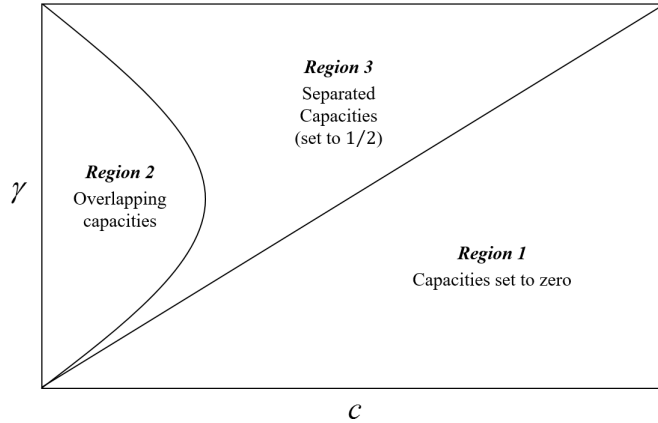 Region 3
Separated
Capacities
(set to 1/2)
Region 2
Overlapping
capacities
γ
Region 1
Capacities set to zero
c